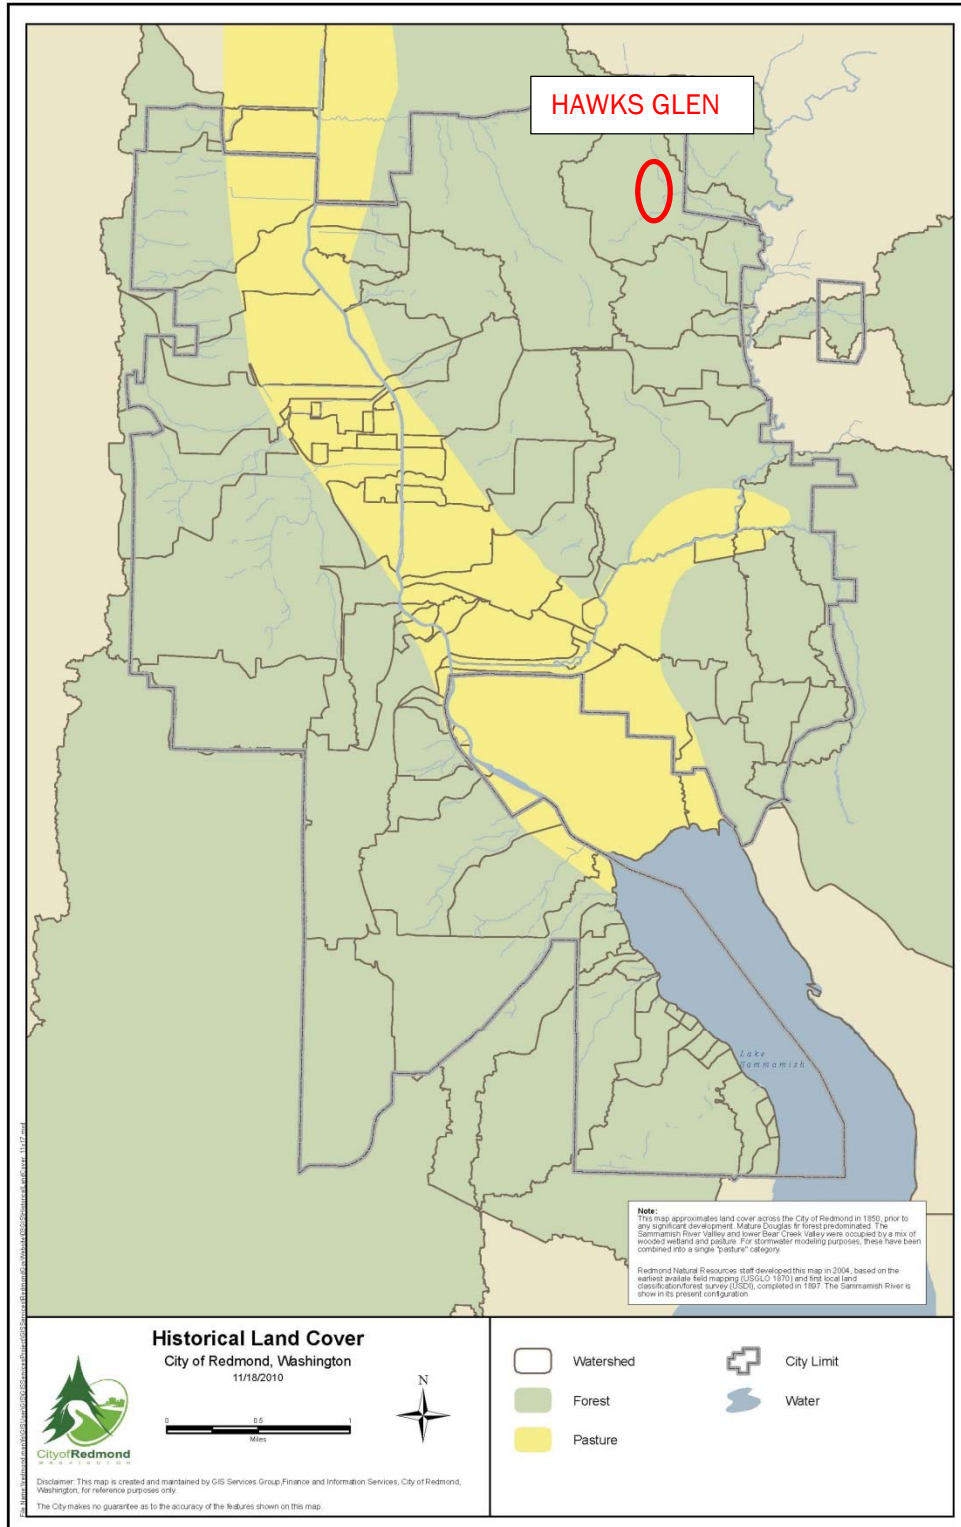 HAWKS GLEN
Lake
Sammamish
Note:
This map approximates land cover across the City of Redmond in 1850, prior to
any significant development. Mature Douglas fir forest predominated. The
Sammamish River Vallley and lower Bear Creek Valley were occupied by a mix of
wooded wetland and pasture. For stormwater modeling purposes, these have been
combined into a single "pasture" category.
Redmond Natural Resources staff developed this map in 2004, based on the
earliest availale field mapping (USGLO 1870) and first local land
classification/forest survey (USDI), completed in 1897. The Sammamish River is
show in its present configuration
Historical Land Cover
City of Redmond, Washington
11/18/2010
0 0.5 1
Miles
N
Watershed
Forest
Pasture
City Limit
Water
CityofRedmond
WASHINGTON
Disclaimer: This map is created and maintained by GIS Services Group,Finance and Information Services, City of Redmond,
Washington, for reference purposes only.
The City makes no guarantee as to the accuracy of the features shown on this map.